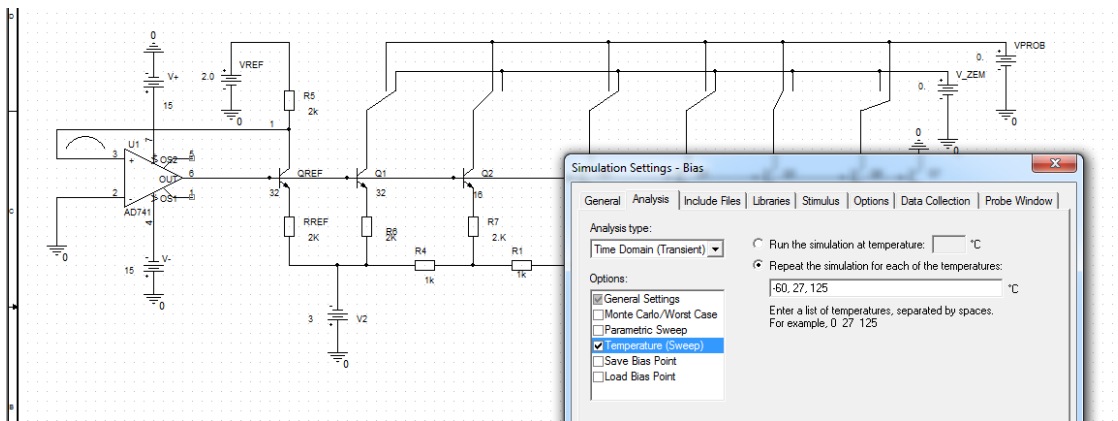 0
V+
15
2.0
VREF
0
R5
2k
1
U1
3
+
7
OS2
5
6
OUT
2
-
OS1
1
AD741
4
0
15
V-
0
QREF
32
Q1
32
Q2
16
RREF
2K
R6
2K
R7
2.K
R4
1k
R1
1k
3
V2
0
VPROB
0.
0
V_ZEM
0.
0
0
Simulation Settings - Bias
General
Analysis
Include Files
Libraries
Stimulus
Options
Data Collection
Probe Window
Analysis type:
Time Domain (Transient)
Options:
General Settings
Monte Carlo/Worst Case
Parametric Sweep
Temperature (Sweep)
Save Bias Point
Load Bias Point
Run the simulation at temperature: °C
Repeat the simulation for each of the temperatures:
-60, 27, 125 °C
Enter a list of temperatures, separated by spaces.
For example, 0 27 125
C
B